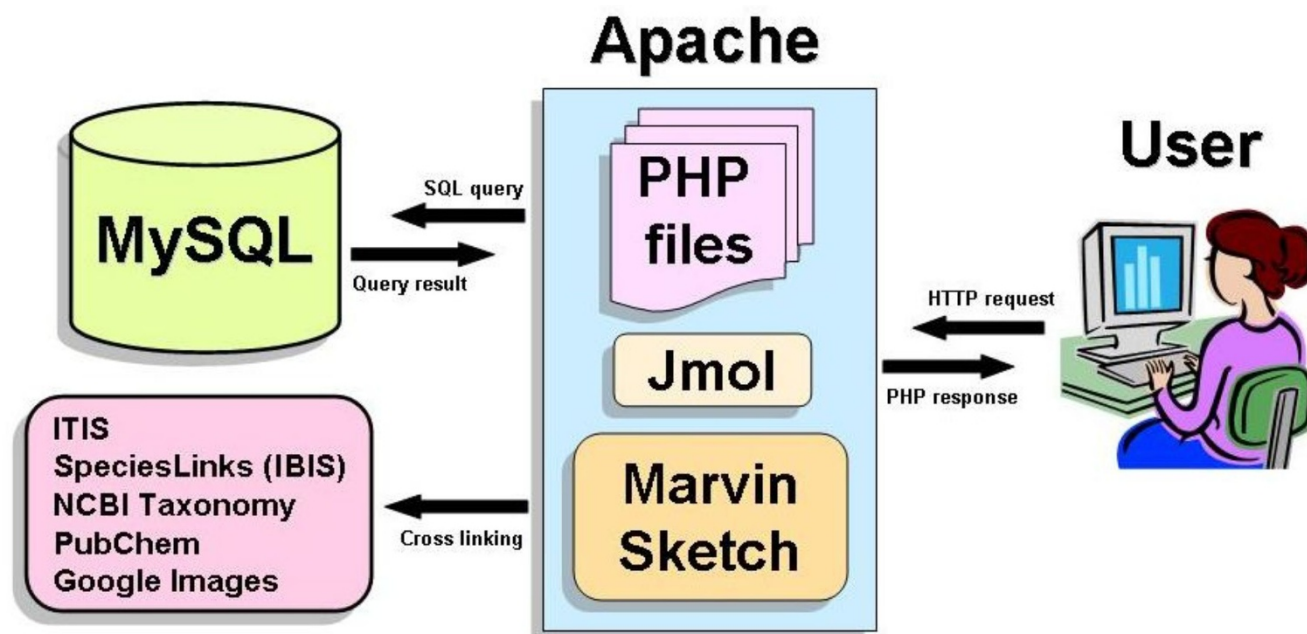 Apache
User
MySQL
SQL query
Query result
PHP
files
Jmol
Marvin
Sketch
HTTP request
PHP response
ITIS
SpeciesLinks (IBIS)
NCBI Taxonomy
PubChem
Google Images
Cross linking